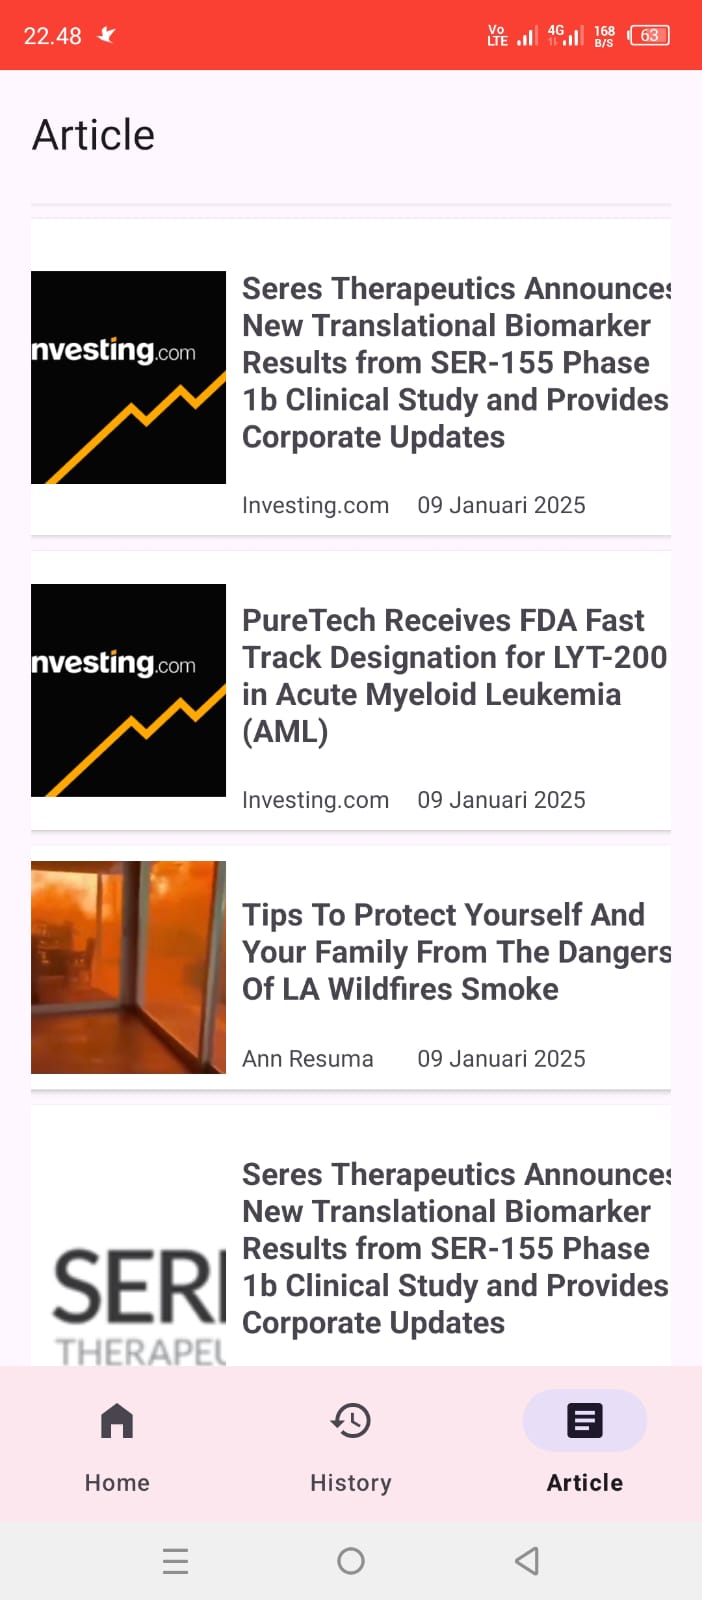 22.48
Vo LTE 4G 168 B/S 63
Article
nvesting.com
Seres Therapeutics Announces
New Translational Biomarker
Results from SER-155 Phase
1b Clinical Study and Provides
Corporate Updates
Investing.com 09 Januari 2025
nvesting.com
PureTech Receives FDA Fast
Track Designation for LYT-200
in Acute Myeloid Leukemia
(AML)
Investing.com 09 Januari 2025
Tips To Protect Yourself And
Your Family From The Dangers
Of LA Wildfires Smoke
Ann Resuma 09 Januari 2025
SERE
THERAPEU
Seres Therapeutics Announces
New Translational Biomarker
Results from SER-155 Phase
1b Clinical Study and Provides
Corporate Updates
Home History Article